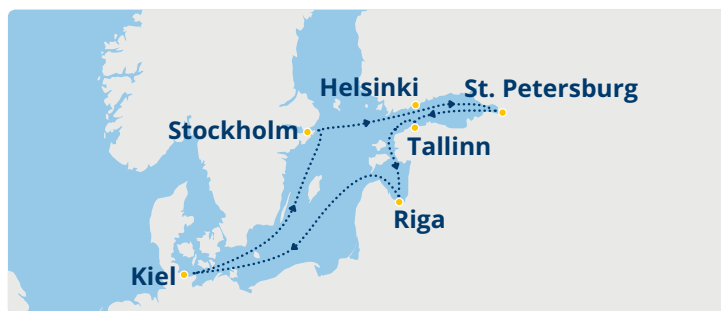 Helsinki
St. Petersburg
Stockholm
Tallinn
Riga
Kiel